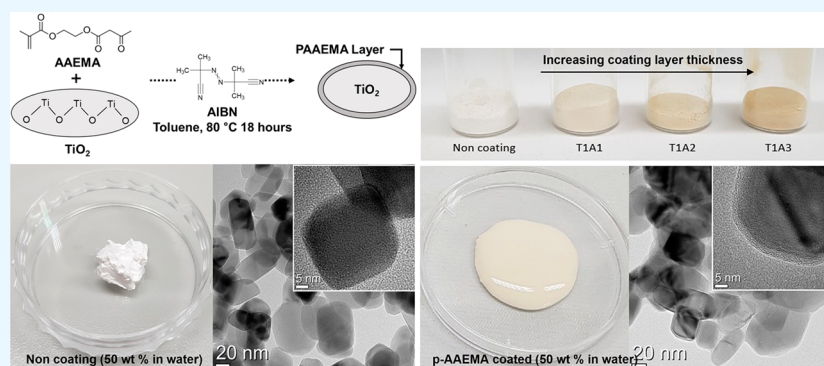 AAEMA
+
Ti Ti Ti
O O O O
TiO2
H3C CH3 N N CH3 CH3 N N
AIBN
Toluene, 80 °C 18 hours
PAAEMA Layer
TiO2
Increasing coating layer thickness
Non coating T1A1 T1A2 T1A3
Non coating (50 wt % in water)
5 nm
20 nm
p-AAEMA coated (50 wt % in water)
5 nm
20 nm